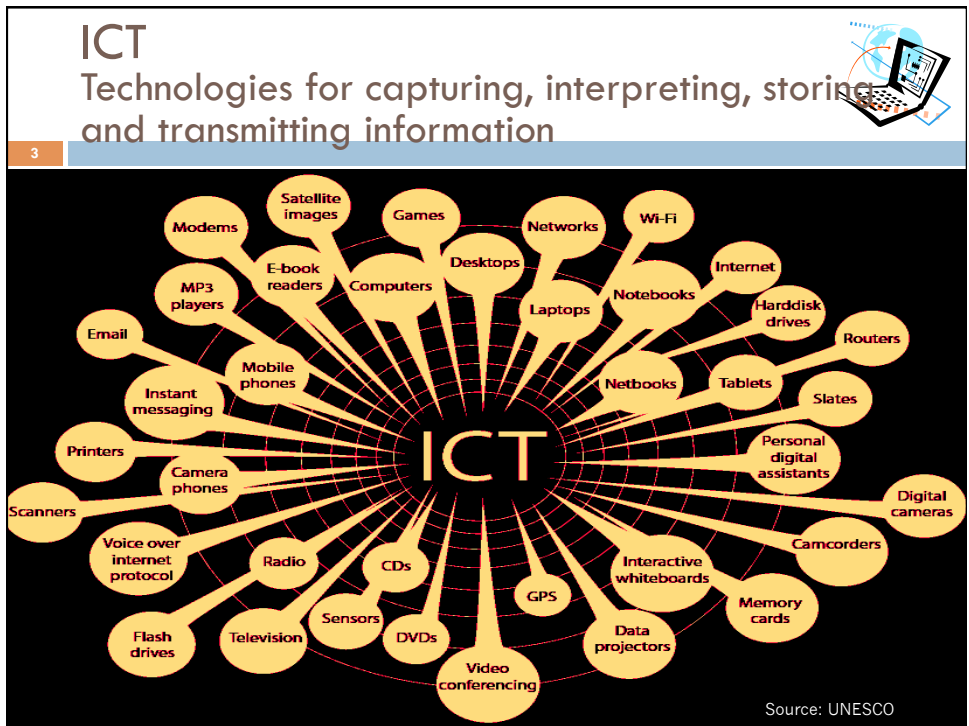 ICT
Technologies for capturing, interpreting, storing
and transmitting information
3
Satellite
images
Games
Modems
Networks
Wi-Fi
E-book
readers
Desktops
Internet
MP3
players
Computers
Notebooks
Laptops
Harddisk
drives
Email
Routers
Mobile
phones
Netbooks
Tablets
Instant
messaging
Slates
Printers
ICT
Personal
digital
assistants
Camera
phones
Scanners
Digital
cameras
Voice over
internet
protocol
Radio
CDs
Interactive
whiteboards
Camcorders
GPS
Memory
cards
Flash
drives
Television
Sensors
DVDs
Data
projectors
Video
conferencing
Source: UNESCO